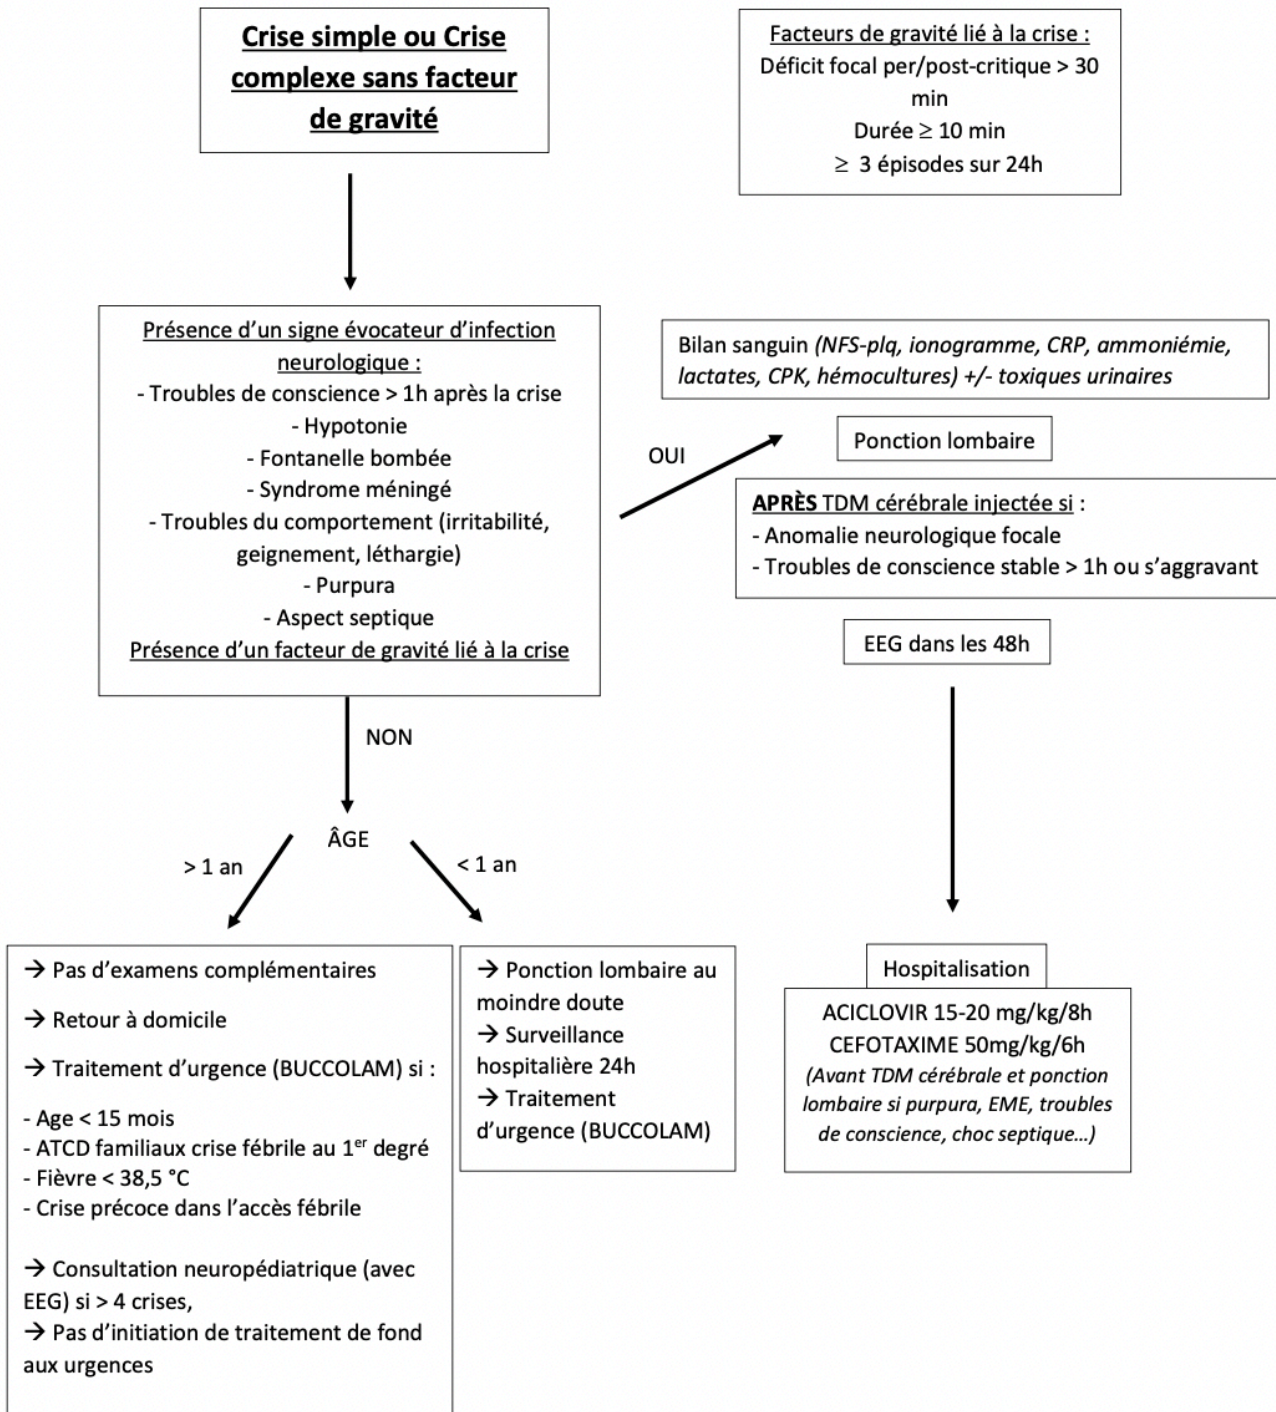 Crise simple ou Crise
complexe sans facteur
de gravité
Facteurs de gravité lié à la crise :
Déficit focal per/post-critique > 30
min
Durée ≥ 10 min
≥ 3 épisodes sur 24h
Présence d’un signe évocateur d’infection
neurologique :
- Troubles de conscience > 1h après la crise
- Hypotonie
- Fontanelle bombée
- Syndrome méningé
- Troubles du comportement (irritabilité,
geignement, léthargie)
- Purpura
- Aspect septique
Présence d’un facteur de gravité lié à la crise
OUI
Bilan sanguin (NFS-plq, ionogramme, CRP, ammoniémie,
lactates, CPK, hémocultures) +/- toxiques urinaires
Ponction lombaire
APRÈS TDM cérébrale injectée si :
- Anomalie neurologique focale
- Troubles de conscience stable > 1h ou s’aggravant
EEG dans les 48h
NON
ÂGE
> 1 an
< 1 an
→ Pas d’examens complémentaires
→ Retour à domicile
→ Traitement d’urgence (BUCCOLAM) si :
- Age < 15 mois
- ATCD familiaux crise fébrile au 1er degré
- Fièvre < 38,5 °C
- Crise précoce dans l’accès fébrile
→ Consultation neuropédiatrique (avec
EEG) si > 4 crises,
→ Pas d’initiation de traitement de fond
aux urgences
→ Ponction lombaire au
moindre doute
→ Surveillance
hospitalière 24h
→ Traitement
d’urgence (BUCCOLAM)
Hospitalisation
ACICLOVIR 15-20 mg/kg/8h
CEFOTAXIME 50mg/kg/6h
(Avant TDM cérébrale et ponction
lombaire si purpura, EME, troubles
de conscience, choc septique…)